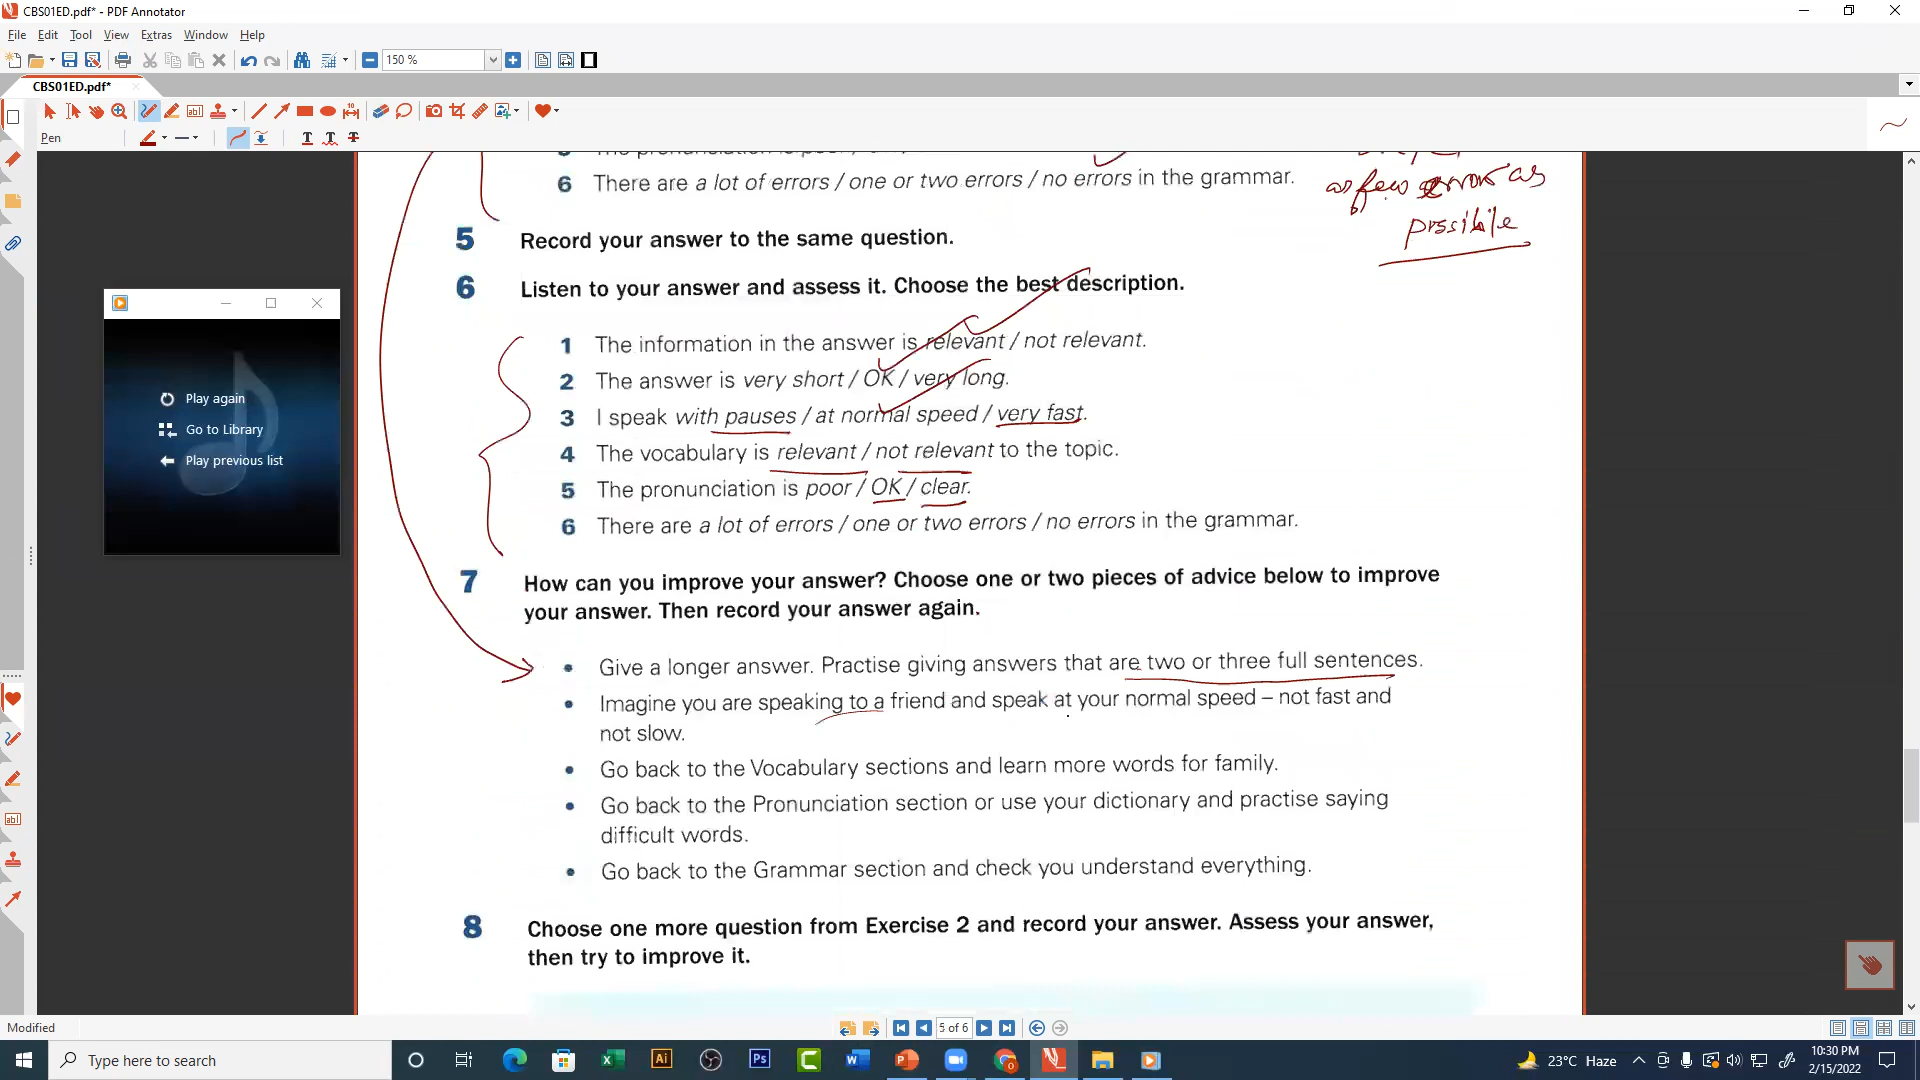 CBS01ED.pdf* - PDF Annotator
File Edit Tool View Extras Window Help
150 %
CBS01ED.pdf*
Pen
6 There are a lot of errors / one or two errors / no errors in the grammar.
as few errors as
possible
5 Record your answer to the same question.
6 Listen to your answer and assess it. Choose the best description.
1 The information in the answer is relevant / not relevant.
2 The answer is very short / OK / very long.
3 I speak with pauses / at normal speed / very fast.
4 The vocabulary is relevant / not relevant to the topic.
5 The pronunciation is poor / OK / clear.
6 There are a lot of errors / one or two errors / no errors in the grammar.
Play again
Go to Library
Play previous list
7 How can you improve your answer? Choose one or two pieces of advice below to improve
your answer. Then record your answer again.
• Give a longer answer. Practise giving answers that are two or three full sentences.
• Imagine you are speaking to a friend and speak at your normal speed – not fast and
not slow.
• Go back to the Vocabulary sections and learn more words for family.
• Go back to the Pronunciation section or use your dictionary and practise saying
difficult words.
• Go back to the Grammar section and check you understand everything.
8 Choose one more question from Exercise 2 and record your answer. Assess your answer,
then try to improve it.
Modified
5 of 6
Type here to search
23°C Haze
10:30 PM
2/15/2022